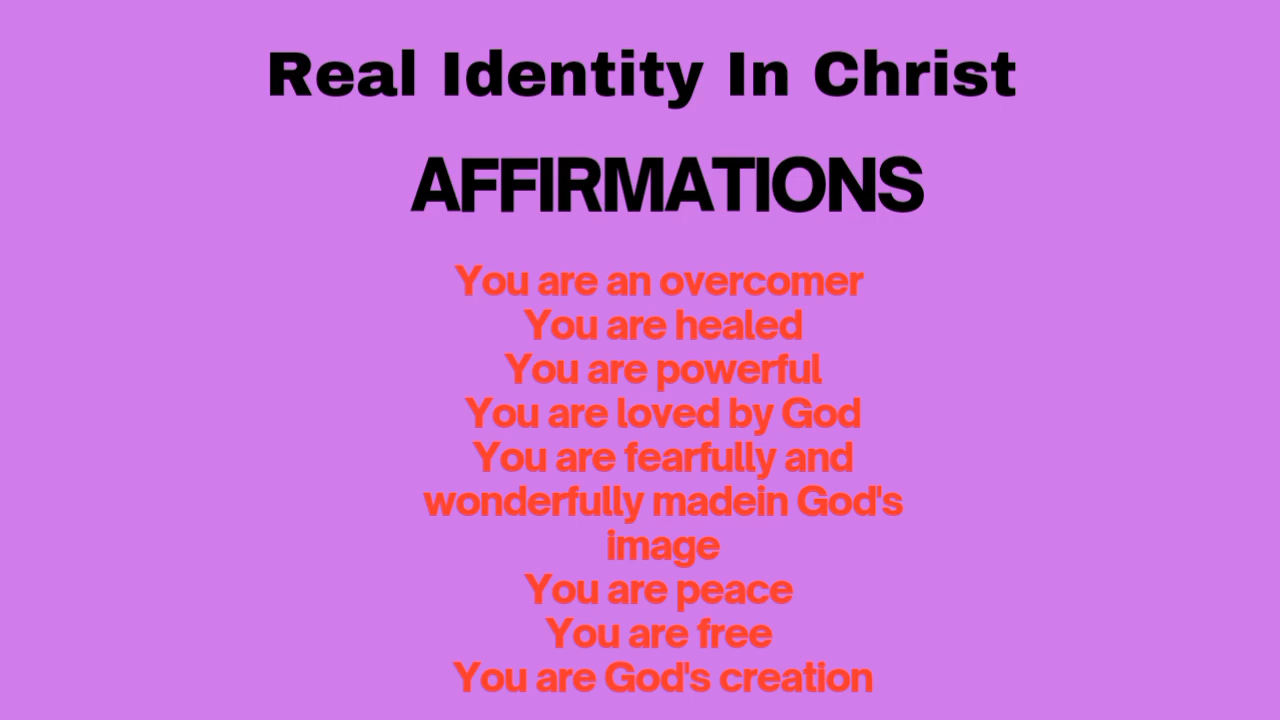 Real Identity In Christ
AFFIRMATIONS
You are an overcomer
You are healed
You are powerful
You are loved by God
You are fearfully and
wonderfully madein God's
image
You are peace
You are free
You are God's creation